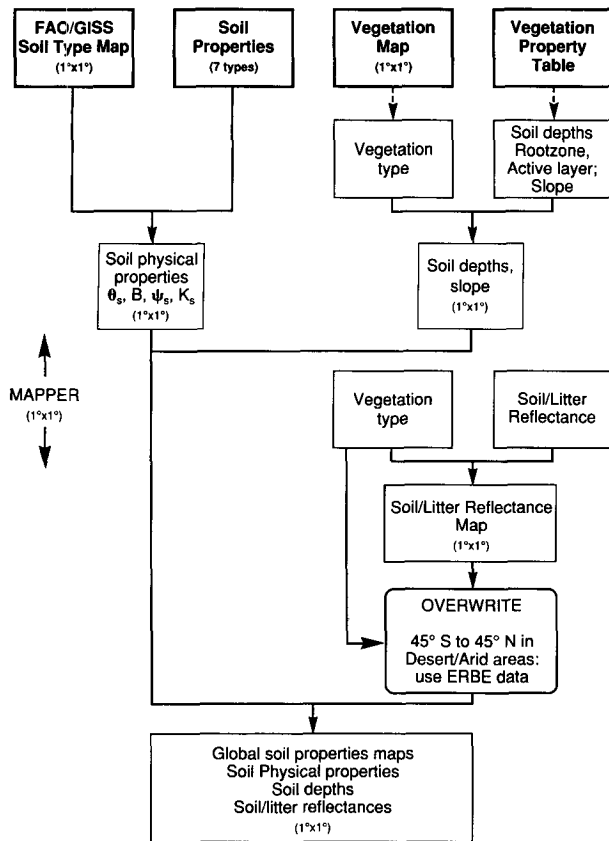 FAO/GISS
Soil Type Map
(1°x1°)
Soil
Properties
(7 types)
Vegetation
Map
(1°x1°)
Vegetation
Property
Table
Vegetation
type
Soil depths
Rootzone,
Active layer;
Slope
Soil physical
properties
θs, B, ψs, Ks
(1°x1°)
Soil depths,
slope
(1°x1°)
MAPPER
(1°x1°)
Vegetation
type
Soil/Litter
Reflectance
Soil/Litter Reflectance
Map
(1°x1°)
OVERWRITE
45° S to 45° N in
Desert/Arid areas:
use ERBE data
Global soil properties maps
Soil Physical properties
Soil depths
Soil/litter reflectances
(1°x1°)